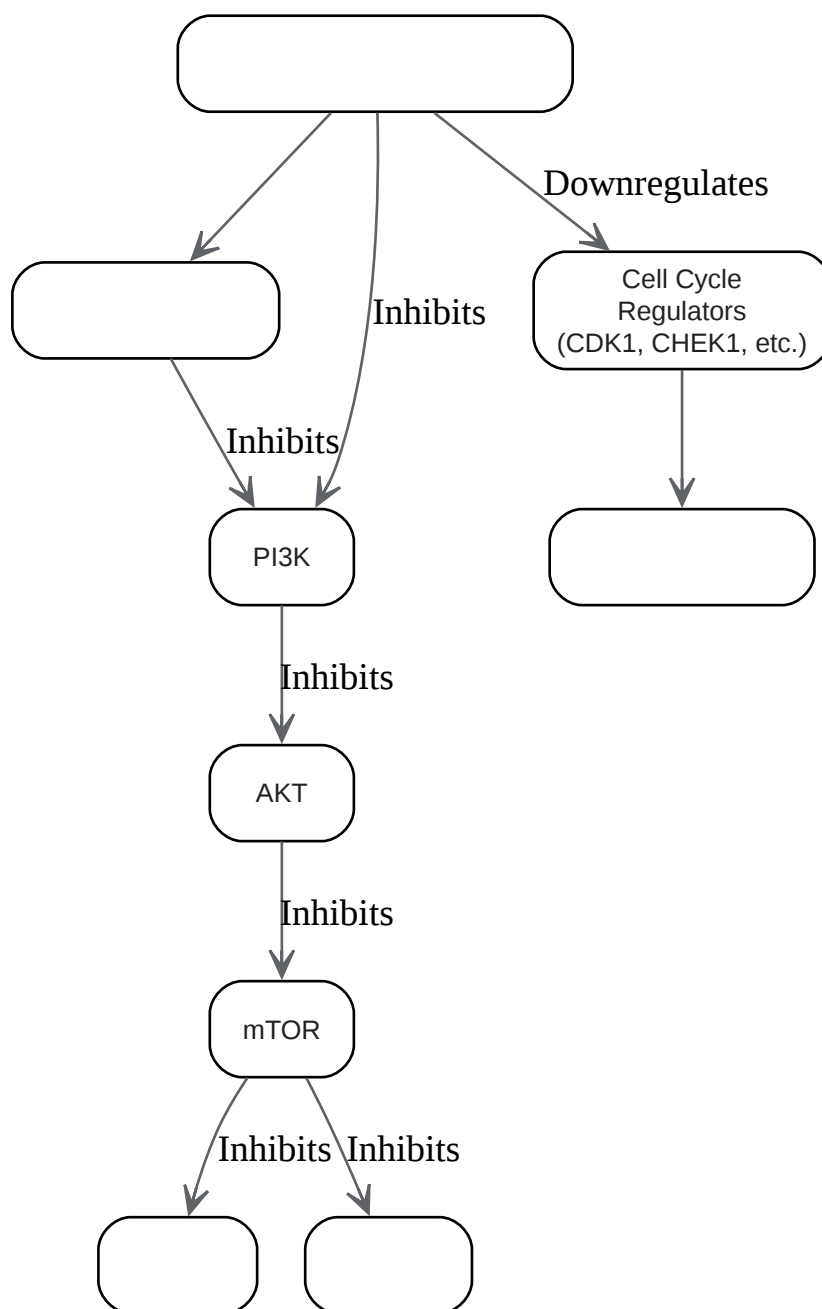 Downregulates
Cell Cycle
Regulators
(CDK1, CHEK1, etc.)
Inhibits
Inhibits
PI3K
Inhibits
AKT
Inhibits
mTOR
Inhibits
Inhibits